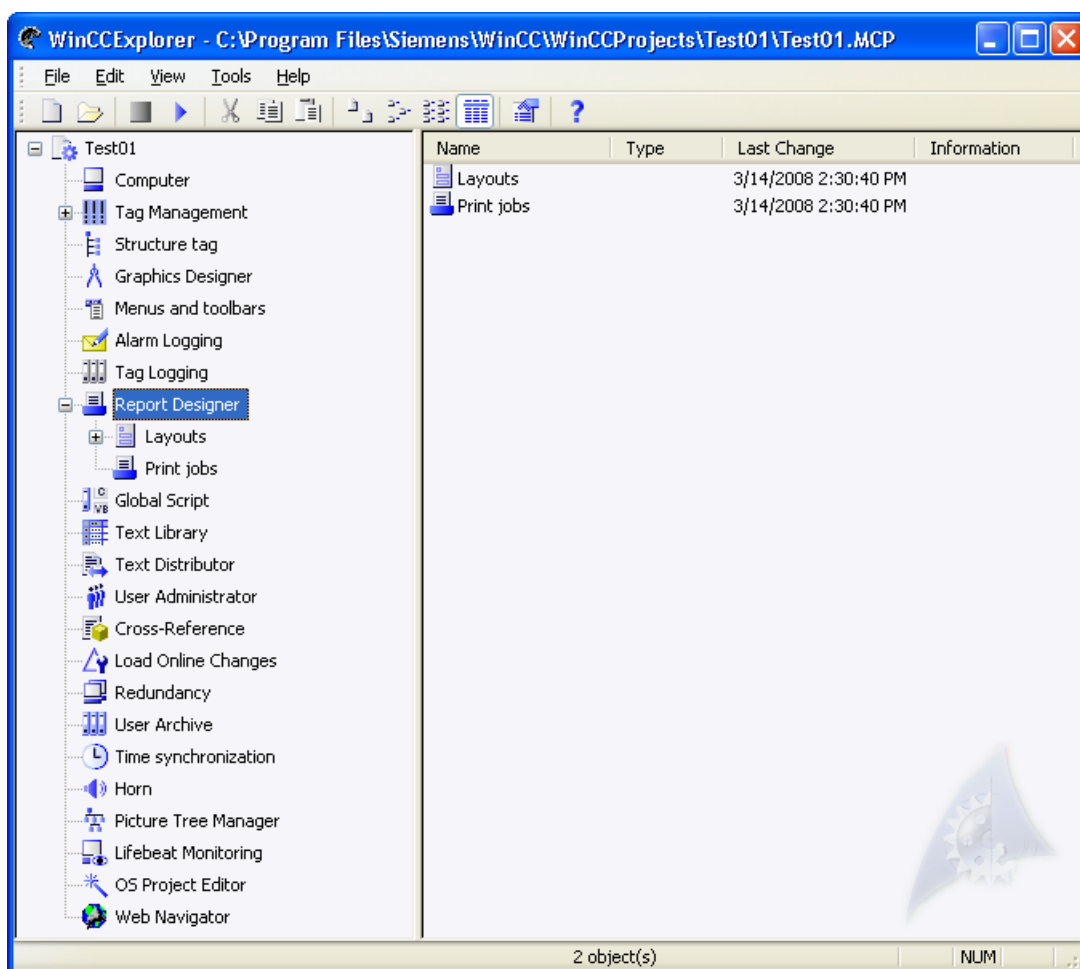 WinCCExplorer - C:\Program Files\Siemens\WinCC\WinCCProjects\Test01\Test01.MCP
File Edit View Tools Help
Test01
Computer
Tag Management
Structure tag
Graphics Designer
Menus and toolbars
Alarm Logging
Tag Logging
Report Designer
Layouts
Print jobs
Global Script
Text Library
Text Distributor
User Administrator
Cross-Reference
Load Online Changes
Redundancy
User Archive
Time synchronization
Horn
Picture Tree Manager
Lifebeat Monitoring
OS Project Editor
Web Navigator
Name Type Last Change Information
Layouts 3/14/2008 2:30:40 PM
Print jobs 3/14/2008 2:30:40 PM
2 object(s) NUM